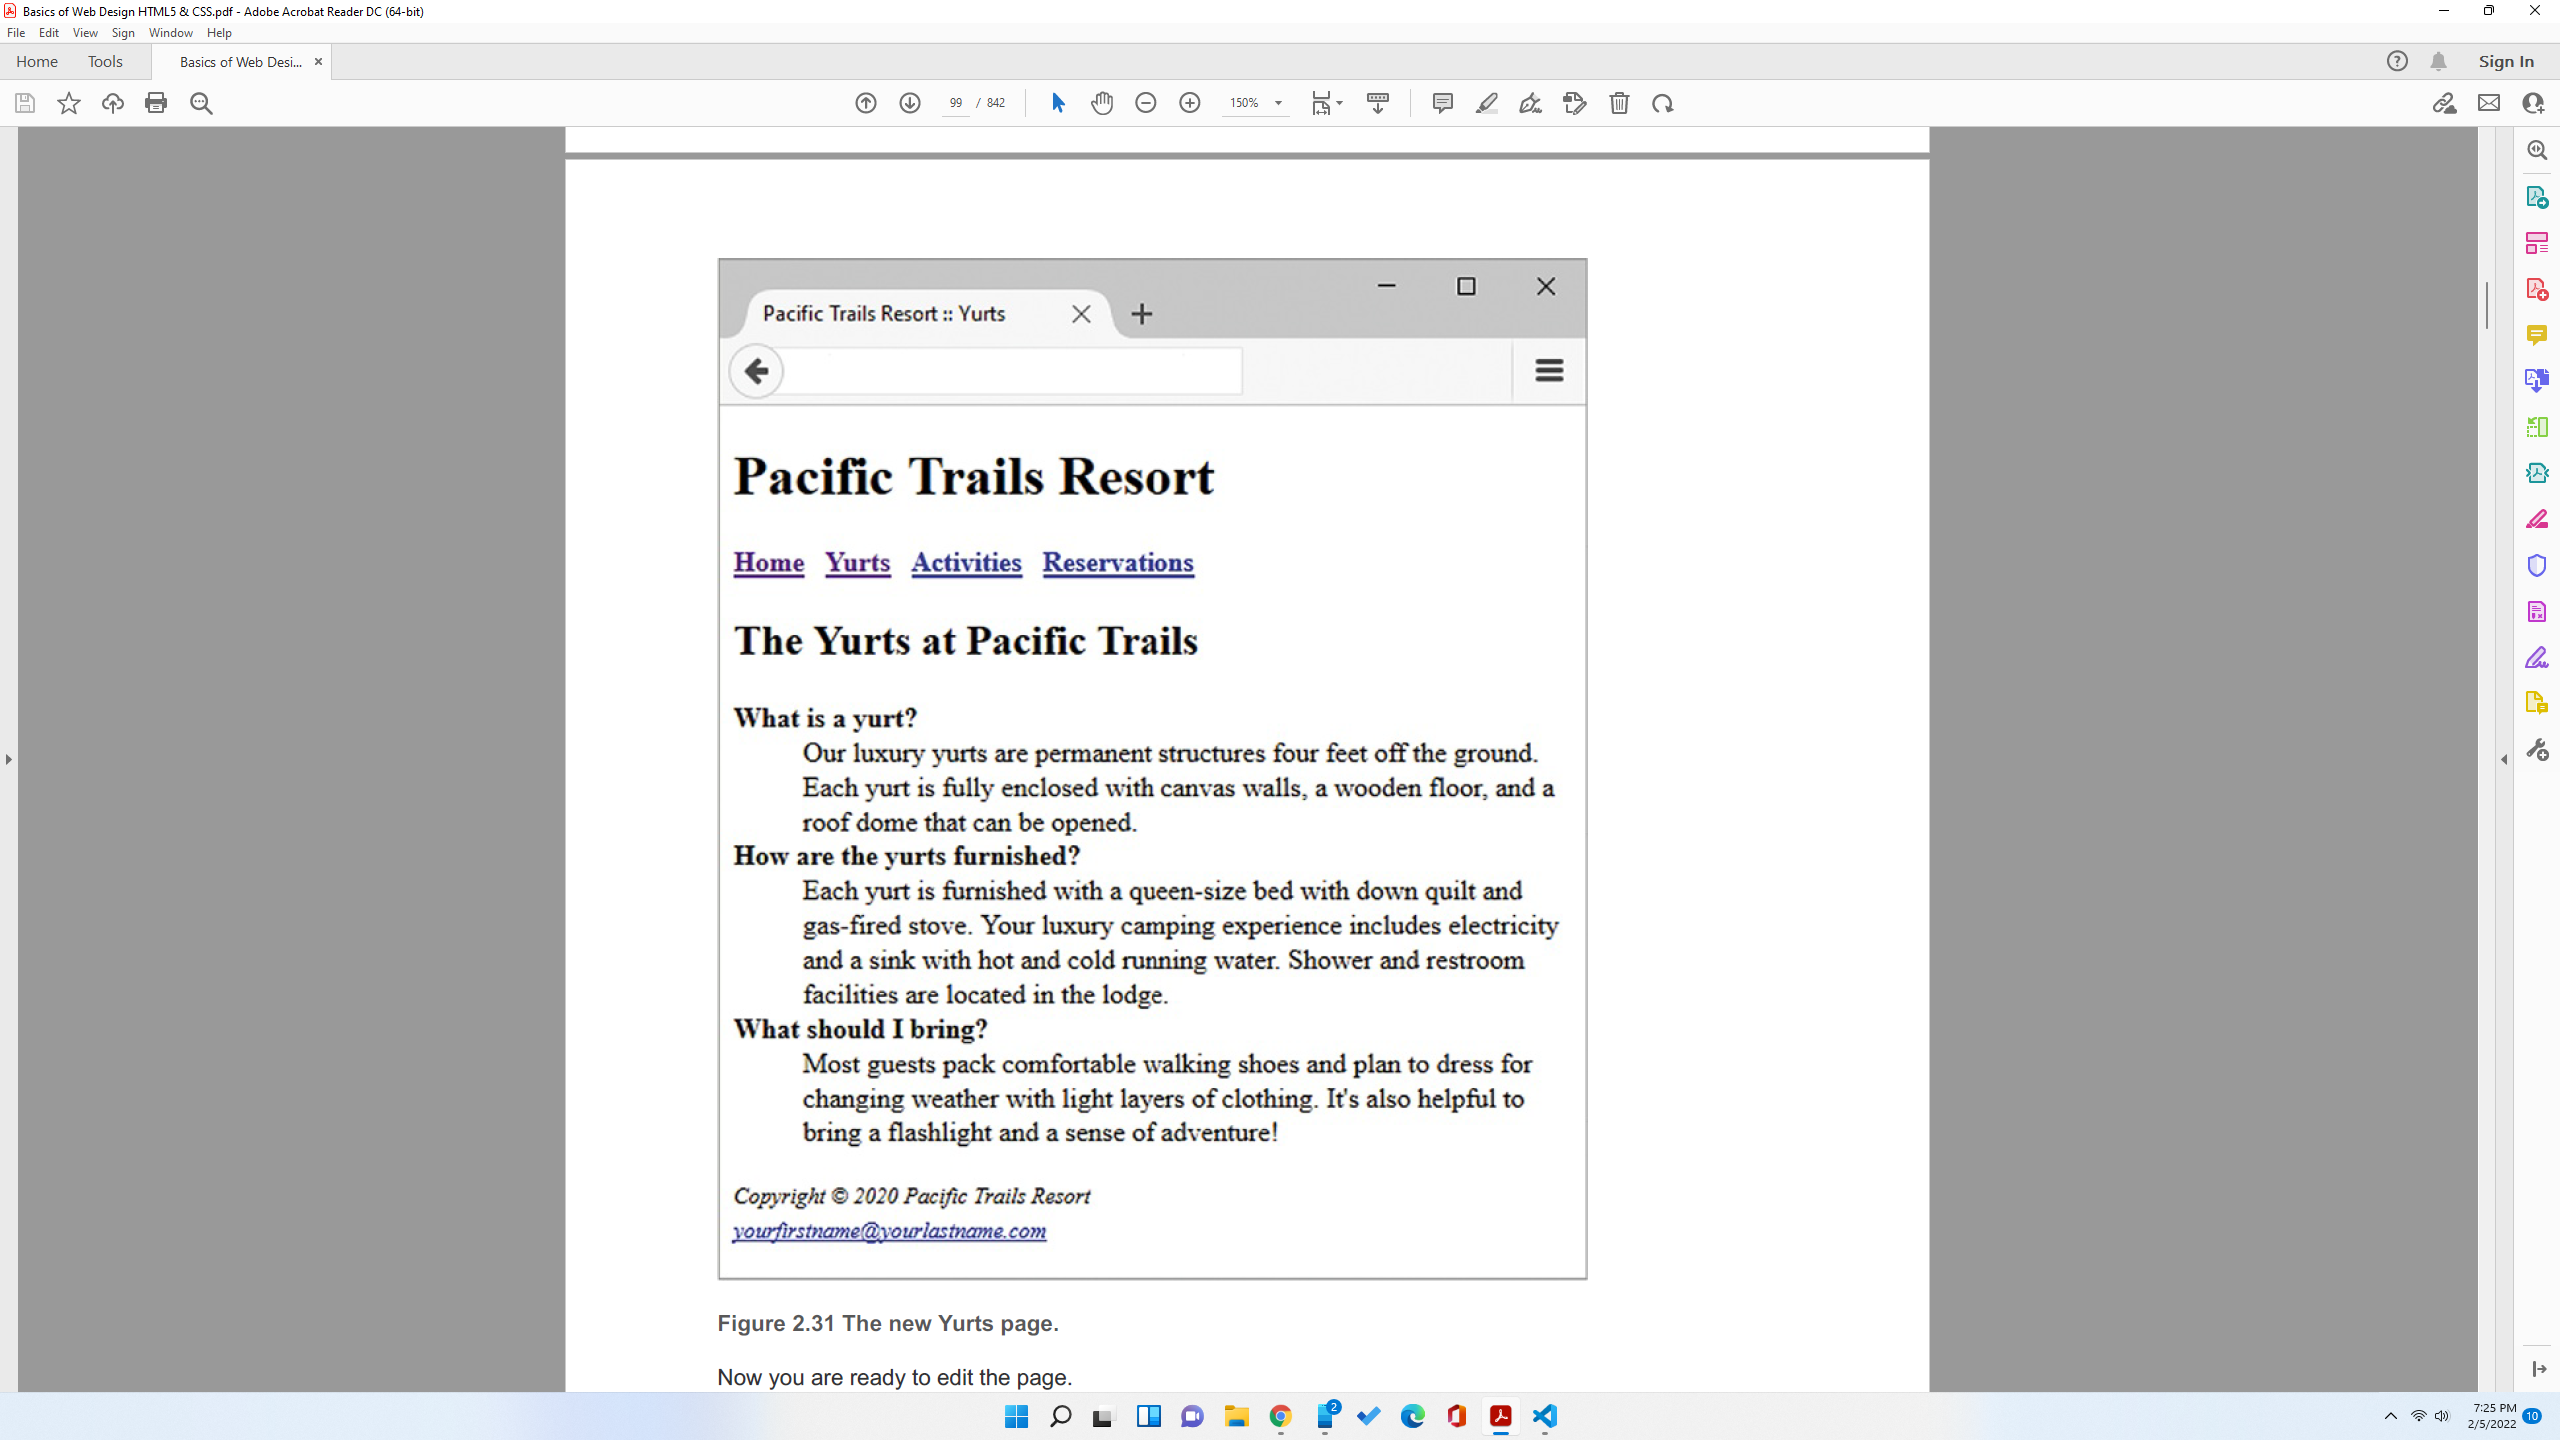 Basics of Web Design HTML5 & CSS.pdf - Adobe Acrobat Reader DC (64-bit)
File Edit View Sign Window Help
Home Tools Basics of Web Desi... Sign In
99 / 842 150%
Pacific Trails Resort :: Yurts
Pacific Trails Resort
Home Yurts Activities Reservations
The Yurts at Pacific Trails
What is a yurt?
Our luxury yurts are permanent structures four feet off the ground.
Each yurt is fully enclosed with canvas walls, a wooden floor, and a
roof dome that can be opened.
How are the yurts furnished?
Each yurt is furnished with a queen-size bed with down quilt and
gas-fired stove. Your luxury camping experience includes electricity
and a sink with hot and cold running water. Shower and restroom
facilities are located in the lodge.
What should I bring?
Most guests pack comfortable walking shoes and plan to dress for
changing weather with light layers of clothing. It's also helpful to
bring a flashlight and a sense of adventure!
Copyright © 2020 Pacific Trails Resort
yourfirstname@yourlastname.com
Figure 2.31 The new Yurts page.
Now you are ready to edit the page.
2
7:25 PM
2/5/2022
10